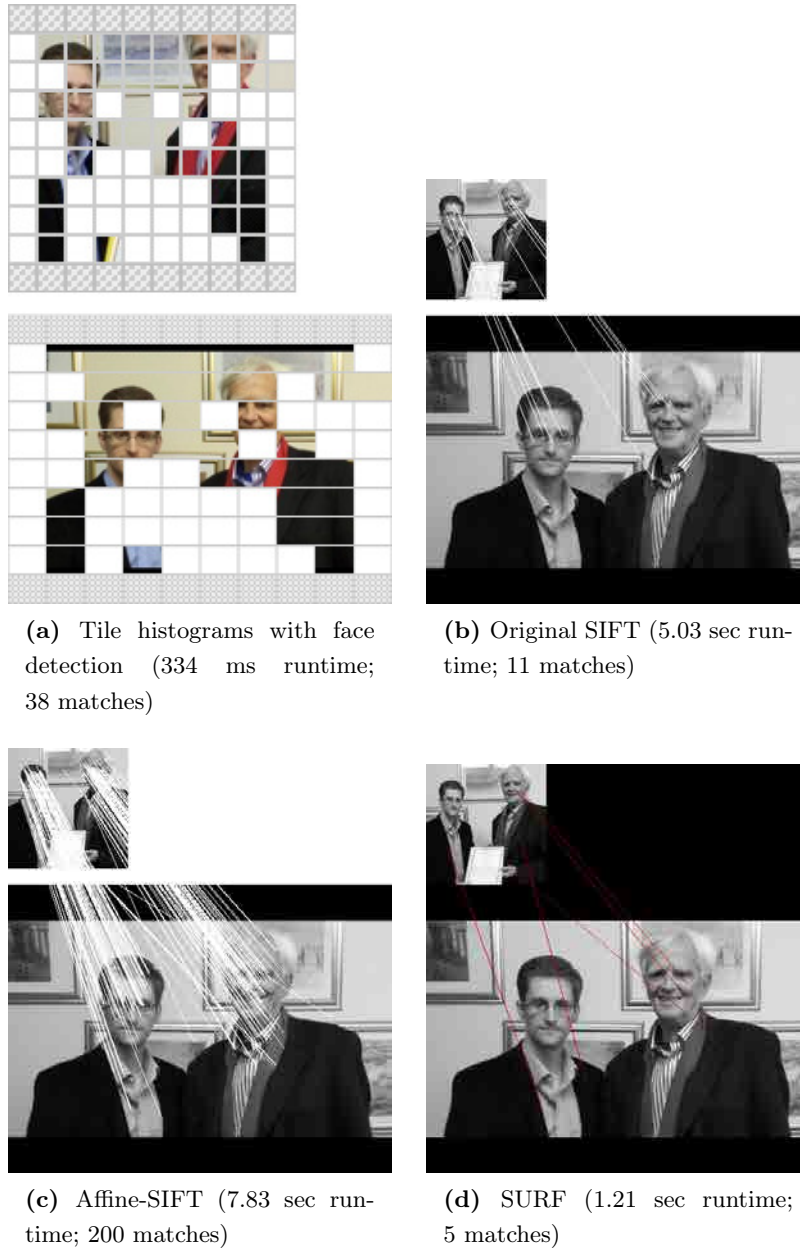 (a) Tile histograms with face
detection (334 ms runtime;
38 matches)
(b) Original SIFT (5.03 sec run-
time; 11 matches)
(c) Affine-SIFT (7.83 sec run-
time; 200 matches)
(d) SURF (1.21 sec runtime;
5 matches)